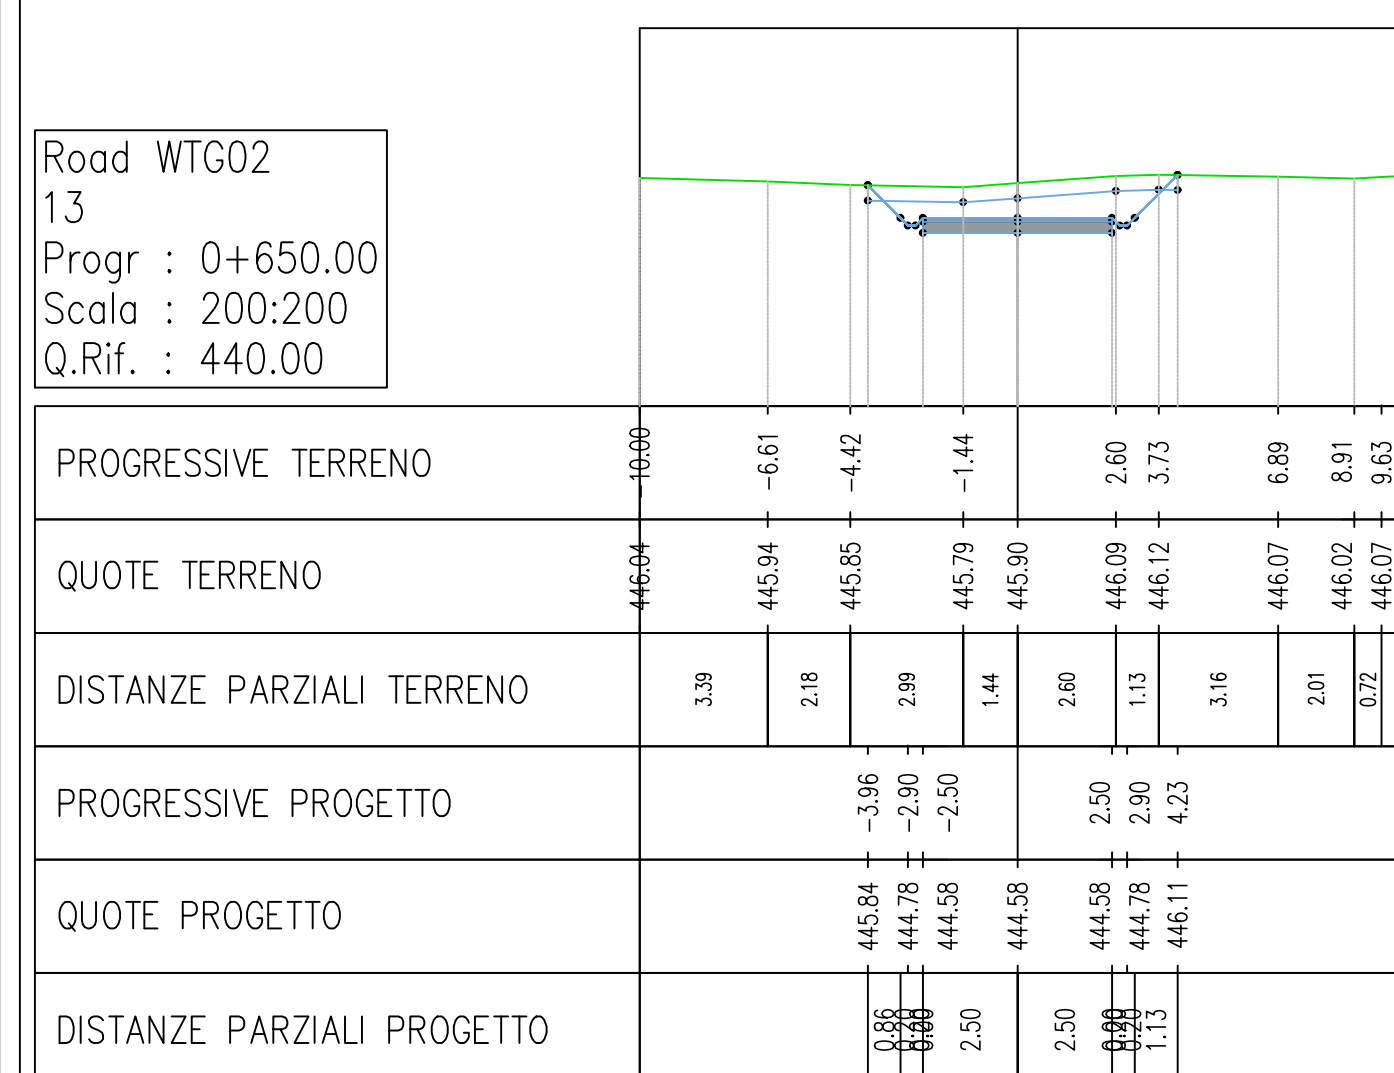 Road WTG02
13
Progr : 0+650.00
Scala : 200:200
Q.Rif. : 440.00
PROGRESSIVE TERRENO -10.00 -6.61 -4.42 -1.44 2.60 3.73 6.89 8.91 9.63
QUOTE TERRENO 446.04 445.94 445.85 445.79 445.90 446.09 446.12 446.07 446.02 446.07
DISTANZE PARZIALI TERRENO 3.39 2.18 2.99 1.44 2.60 1.13 3.16 2.01 0.72
PROGRESSIVE PROGETTO -3.96 -2.90 -2.50 2.50 2.90 4.23
QUOTE PROGETTO 445.84 444.78 444.58 444.58 444.58 444.78 446.11
DISTANZE PARZIALI PROGETTO 0.86 2.50 2.50 1.13